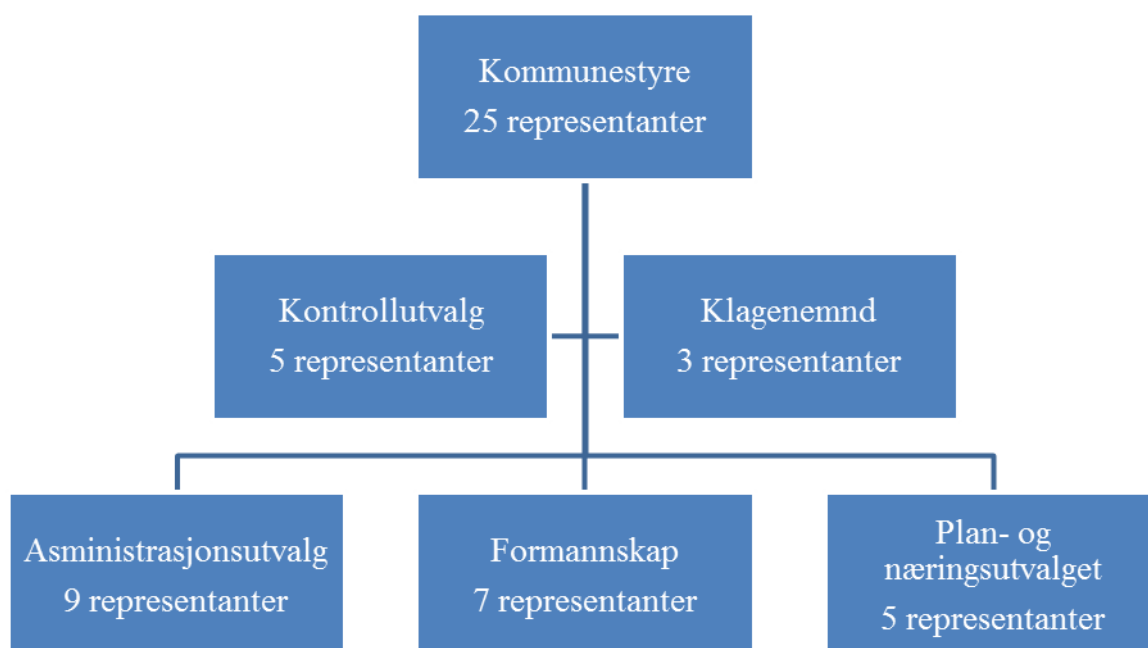 Kommunestyre
25 representanter
Kontrollutvalg
5 representanter
Klagenemnd
3 representanter
Asministrasjonsutvalg
9 representanter
Formannskap
7 representanter
Plan- og
næringsutvalget
5 representanter